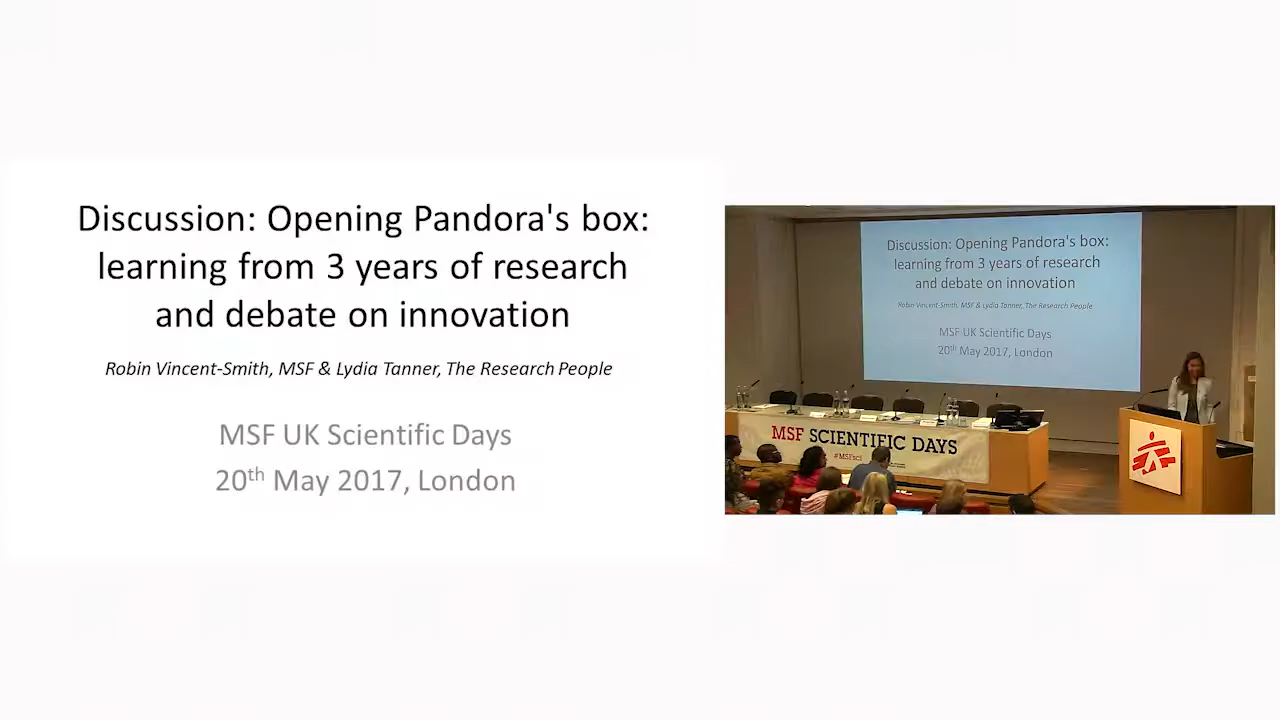 Discussion: Opening Pandora's box:
learning from 3 years of research
and debate on innovation
Robin Vincent-Smith, MSF & Lydia Tanner, The Research People
MSF UK Scientific Days
20th May 2017, London
Discussion: Opening Pandora's box:
learning from 3 years of research
and debate on innovation
Robin Vincent-Smith, MSF & Lydia Tanner, The Research People
MSF UK Scientific Days
20th May 2017, London
MSF SCIENTIFIC DAYS
#MSFsci